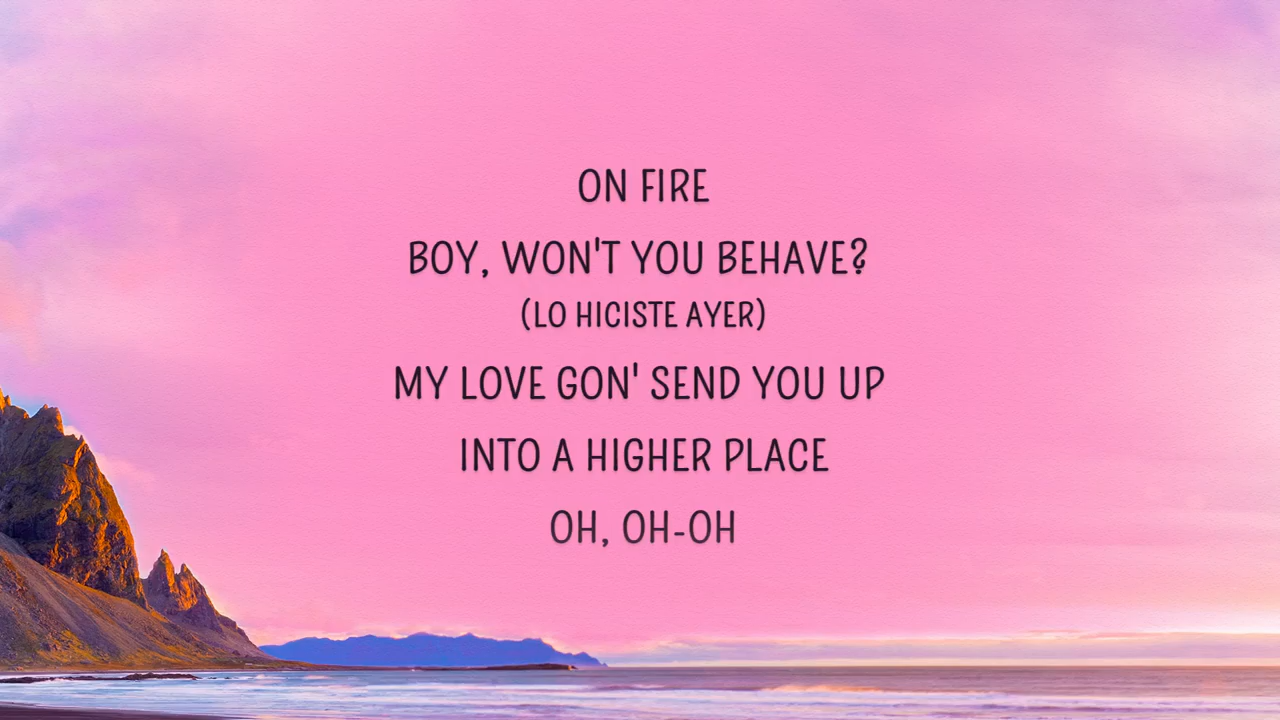 ON FIRE
BOY, WON'T YOU BEHAVE?
(LO HICISTE AYER)
MY LOVE GON' SEND YOU UP
INTO A HIGHER PLACE
OH, OH-OH